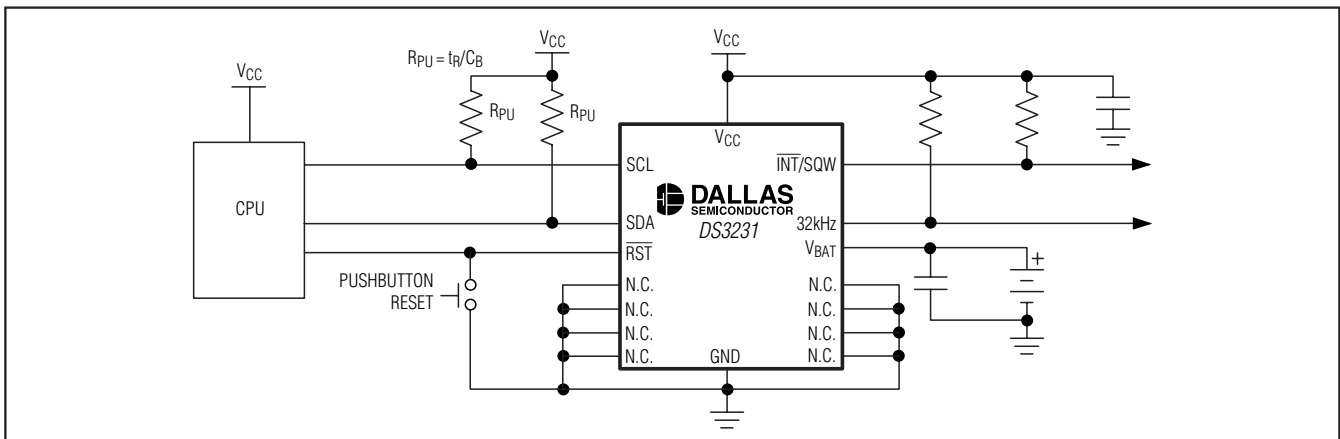 VCC
RPU = tR/CB
VCC
VCC
RPU
RPU
VCC
CPU
SCL
INT/SQW
DALLAS
SEMICONDUCTOR
DS3231
SDA
32kHz
RST
VBAT
+
PUSHBUTTON
RESET
N.C.
N.C.
N.C.
N.C.
N.C.
N.C.
N.C.
N.C.
GND